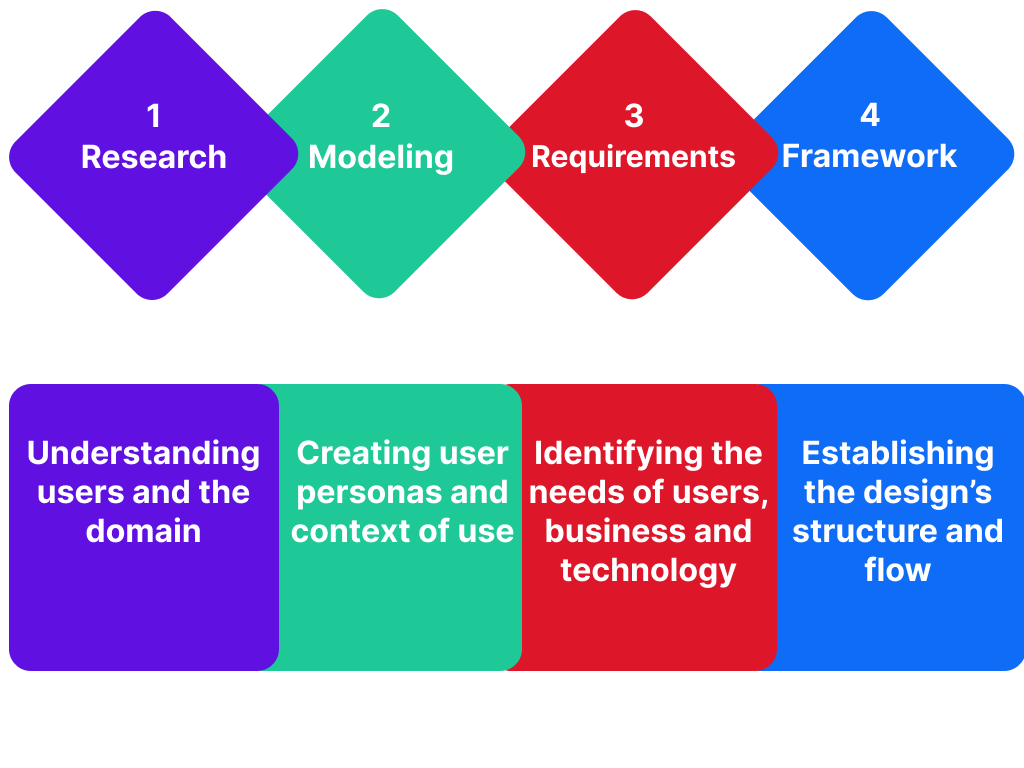 1
Research
2
Modeling
3
Requirements
4
Framework
Understanding
users and the
domain
Creating user
personas and
context of use
Identifying the
needs of users,
business and
technology
Establishing
the design’s
structure and
flow